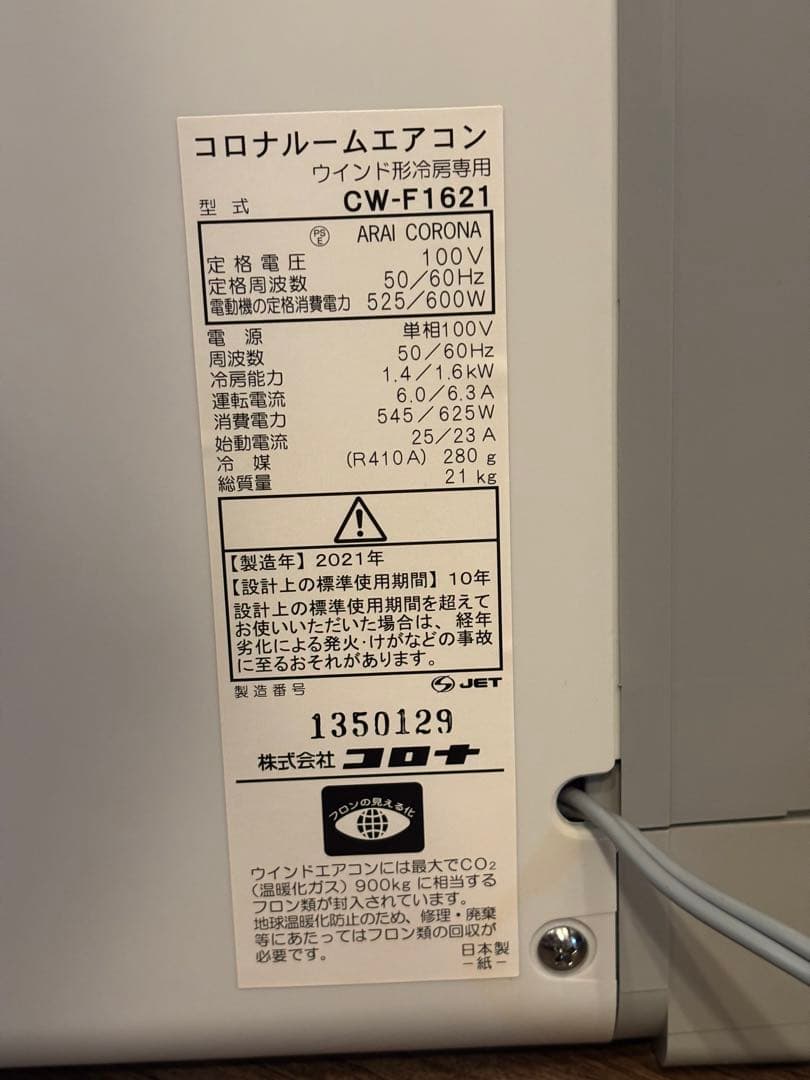 コロナルームエアコン
ウインド形冷房専用
型式 CW-F1621
PSE ARAI CORONA
定格電圧 100V
定格周波数 50/60Hz
電動機の定格消費電力 525/600W
電源 単相100V
周波数 50/60Hz
冷房能力 1.4/1.6kW
運転電流 6.0/6.3A
消費電力 545/625W
始動電流 25/23A
冷媒 (R410A) 280g
総質量 21kg
【製造年】2021年
【設計上の標準使用期間】10年
設計上の標準使用期間を超えて
お使いいただいた場合は、経年
劣化による発火・けがなどの事故
に至るおそれがあります。
製造番号 JET
1350129
株式会社 コロナ
フロンの見える化
ウインドエアコンには最大でCO₂
(温暖化ガス) 900kgに相当する
フロン類が封入されています。
地球温暖化防止のため、修理・廃棄
等にあたってはフロン類の回収が
必要です。 日本製
-紙-